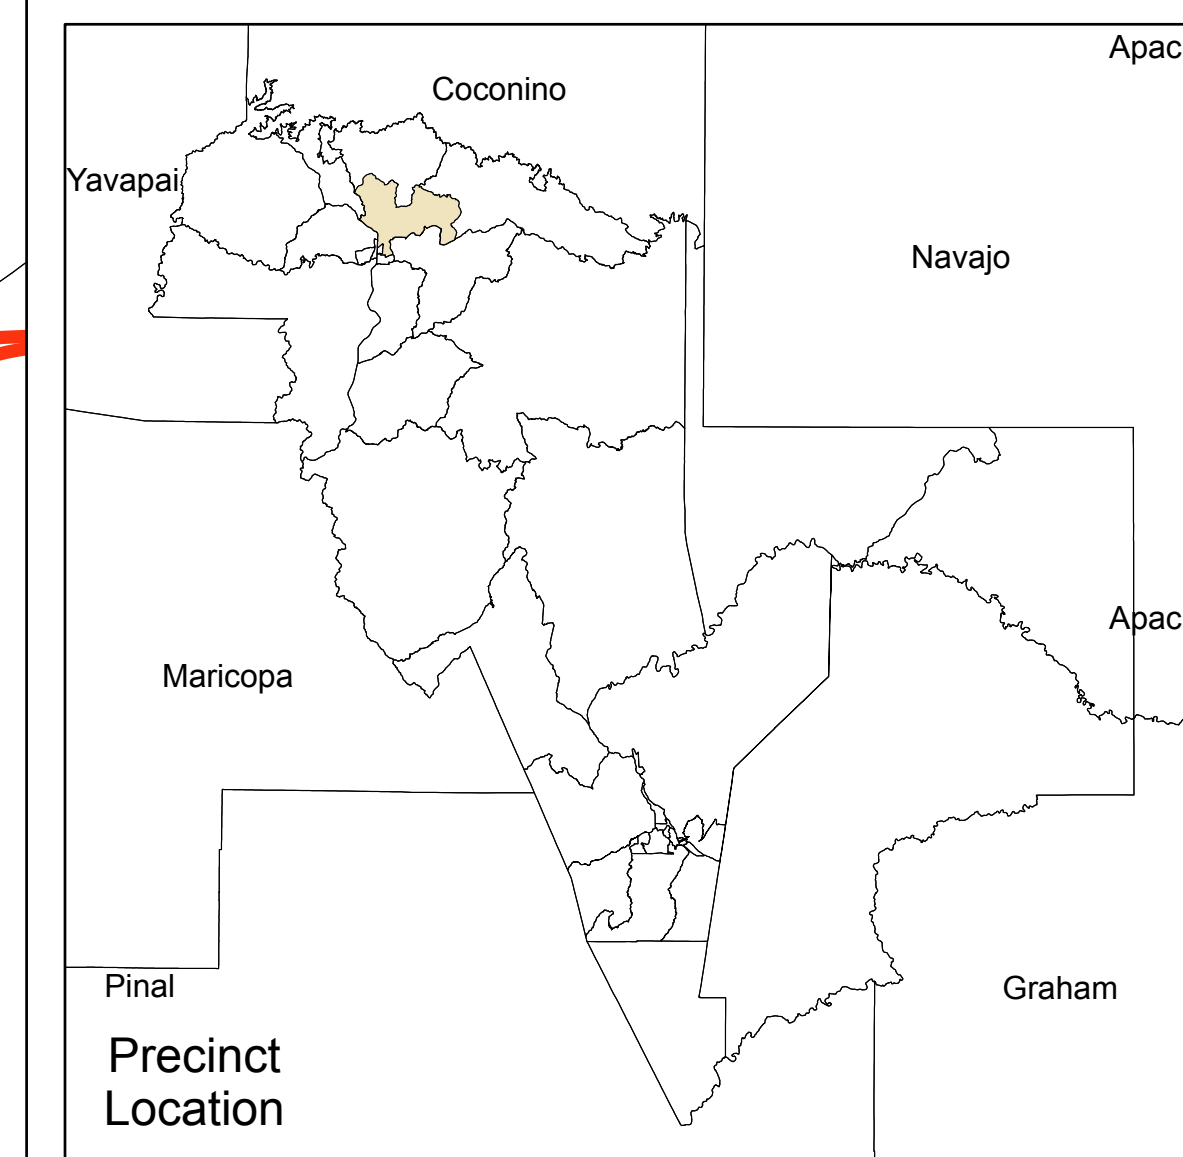 Apac
Coconino
Yavapai
Navajo
Apac
Maricopa
Pinal
Graham
Precinct
Location